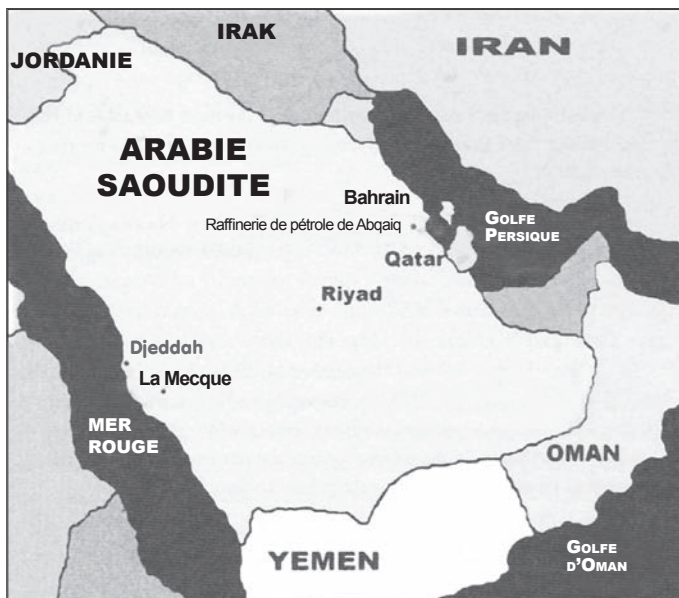 IRAK
IRAN
JORDANIE
ARABIE
SAOUDITE
Bahrain
Raffinerie de pétrole de Abqaiq
GOLFE
PERSIQUE
Qatar
Riyad
Djeddah
La Mecque
MER
ROUGE
OMAN
YEMEN
GOLFE
D'OMAN